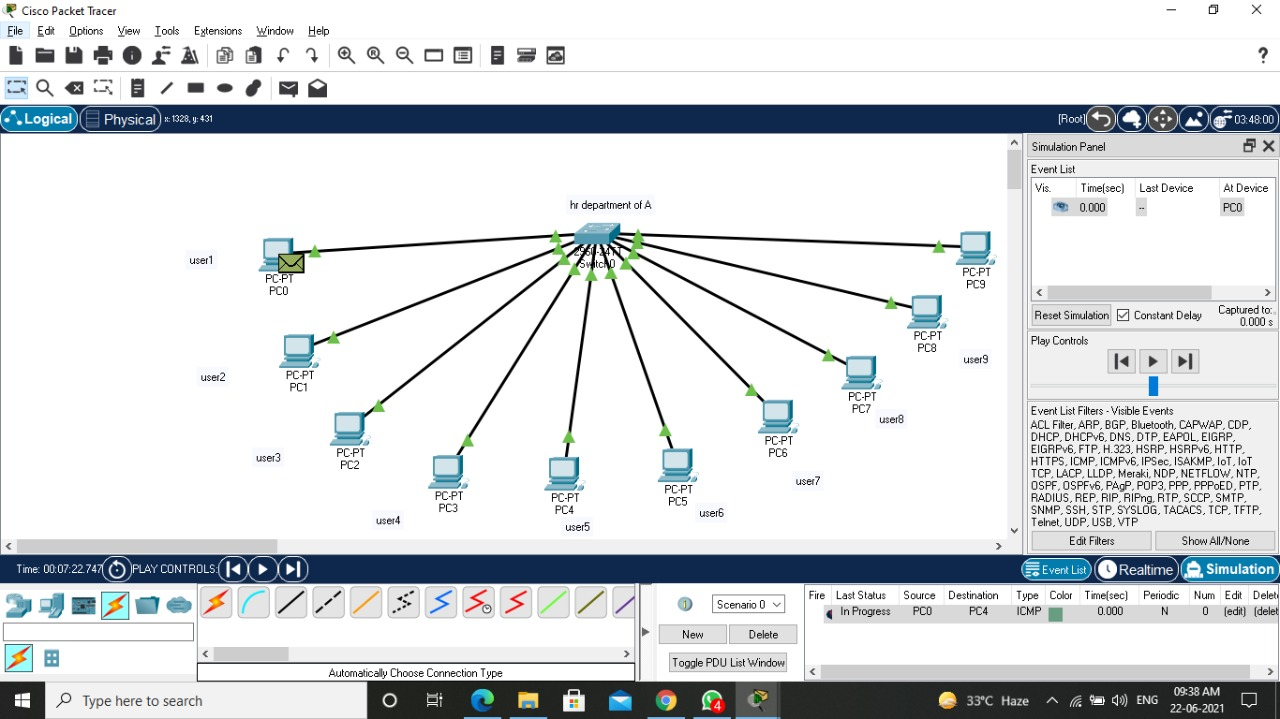 Cisco Packet Tracer
File Edit Options View Tools Extensions Window Help
?
Logical Physical x: 1328, y: 431 [Root] 03:48:00
hr department of A
2950-24TT
Switch0
user1
PC-PT
PC0
user2
PC-PT
PC1
user3
PC-PT
PC2
user4
PC-PT
PC3
user5
PC-PT
PC4
user6
PC-PT
PC5
user7
PC-PT
PC6
user8
PC-PT
PC7
user9
PC-PT
PC8
PC-PT
PC9
Simulation Panel
Event List
Vis. Time(sec) Last Device At Device
0.000 -- PC0
Reset Simulation Constant Delay Captured to:
0.000 s
Play Controls
Event List Filters - Visible Events
ACL Filter, ARP, BGP, Bluetooth, CAPWAP, CDP,
DHCP, DHCPv6, DNS, DTP, EAPOL, EIGRP,
EIGRPv6, FTP, H.323, HSRP, HSRPv6, HTTP,
HTTPS, ICMP, ICMPv6, IPSec, ISAKMP, IoT, IoT
TCP, LACP, LLDP, Meraki, NDP, NETFLOW, NTP,
OSPF, OSPFv6, PAgP, POP3, PPP, PPPoED, PTP,
RADIUS, REP, RIP, RIPng, RTP, SCCP, SMTP,
SNMP, SSH, STP, SYSLOG, TACACS, TCP, TFTP,
Telnet, UDP, USB, VTP
Edit Filters Show All/None
Time: 00:07:22.747 PLAY CONTROLS: Event List Realtime Simulation
Automatically Choose Connection Type
Scenario 0
New Delete
Toggle PDU List Window
Fire Last Status Source Destination Type Color Time(sec) Periodic Num Edit Delete
In Progress PC0 PC4 ICMP 0.000 N 0 (edit) (delet
Type here to search
4
33°C Haze ENG 09:38 AM
22-06-2021